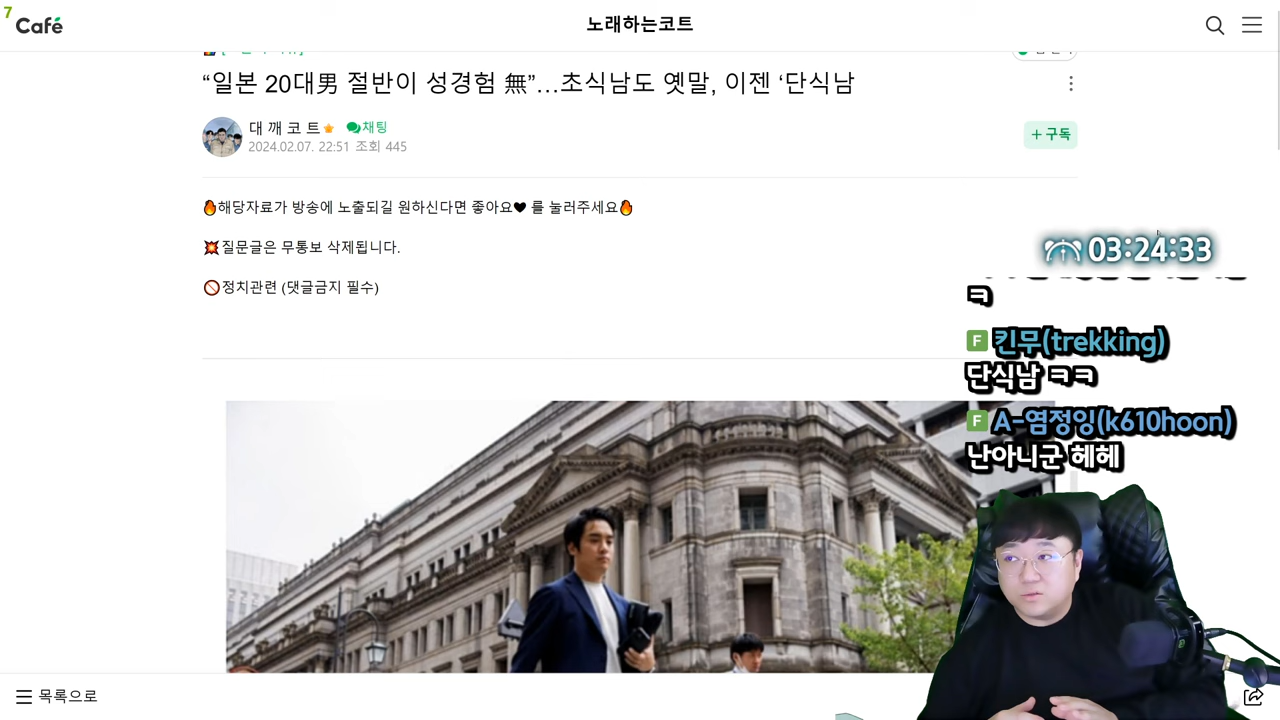 7
Café
노래하는코트
“일본 20대男 절반이 성경험 無”…초식남도 옛말, 이젠 ‘단식남
대 깨 코 트 채팅
2024.02.07. 22:51 조회 445
+ 구독
🔥해당자료가 방송에 노출되길 원하신다면 좋아요🖤 를 눌러주세요🔥
💥질문글은 무통보 삭제됩니다.
🚫정치관련 (댓글금지 필수)
03:24:33
ㅋ
F 킨무(trekking)
단식남 ㅋㅋ
F A-염정잉(k610hoon)
난아니군 헤헤
목록으로